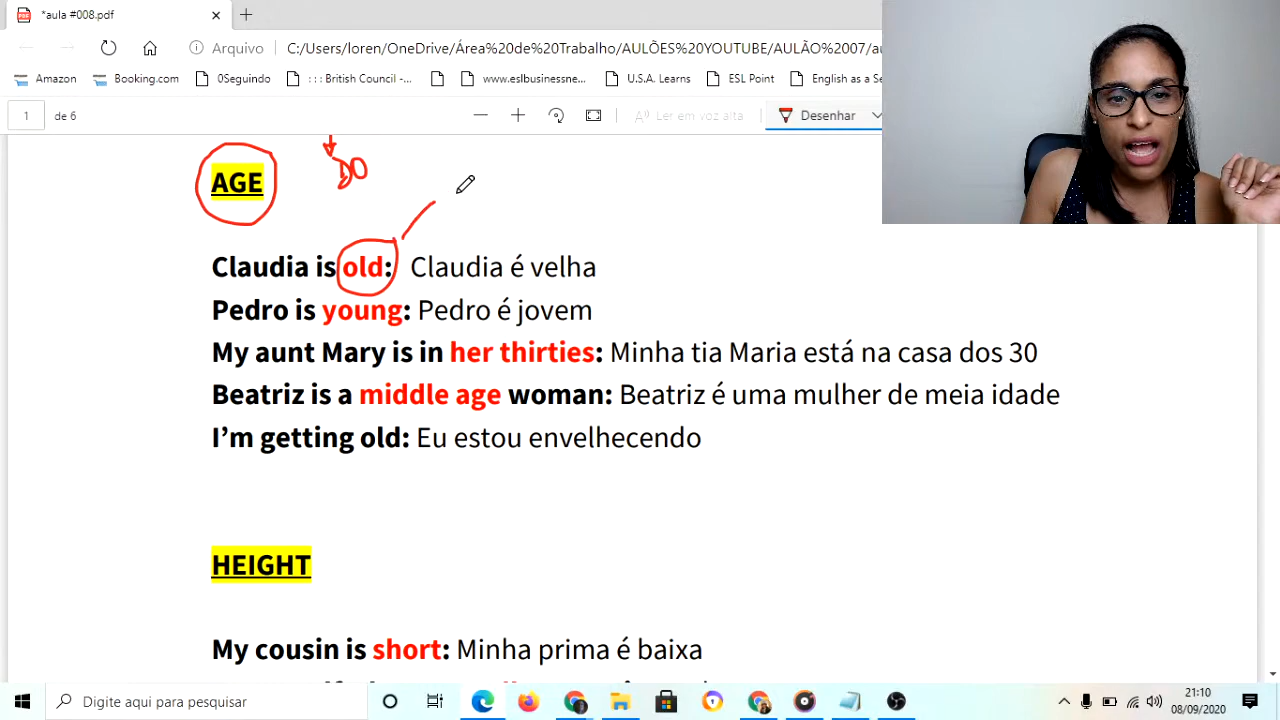 *aula #008.pdf
Arquivo C:/Users/loren/OneDrive/Área%20de%20Trabalho/AULÕES%20YOUTUBE/AULÃO%2007/au
Amazon Booking.com 0Seguindo : : : British Council -... www.eslbusinessne... U.S.A. Learns ESL Point English as a Se
1 de 6 Ler em voz alta Desenhar
DO
AGE
Claudia is old: Claudia é velha
Pedro is young: Pedro é jovem
My aunt Mary is in her thirties: Minha tia Maria está na casa dos 30
Beatriz is a middle age woman: Beatriz é uma mulher de meia idade
I’m getting old: Eu estou envelhecendo
HEIGHT
My cousin is short: Minha prima é baixa
Digite aqui para pesquisar
21:10
08/09/2020